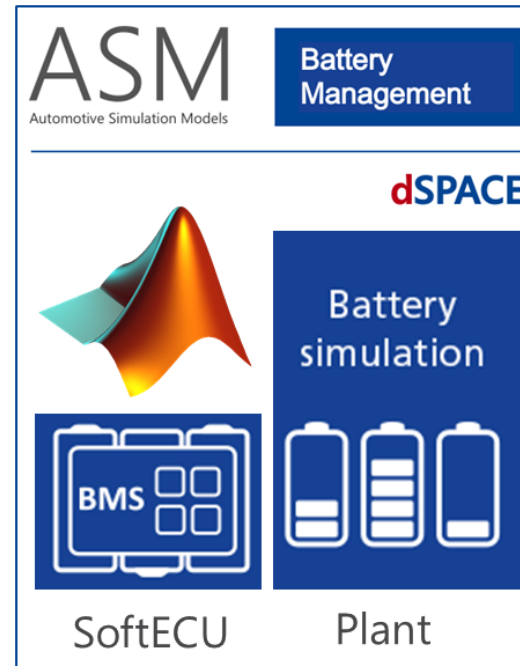 ASM
Automotive Simulation Models
Battery
Management
dSPACE
Battery
simulation
BMS
SoftECU
Plant